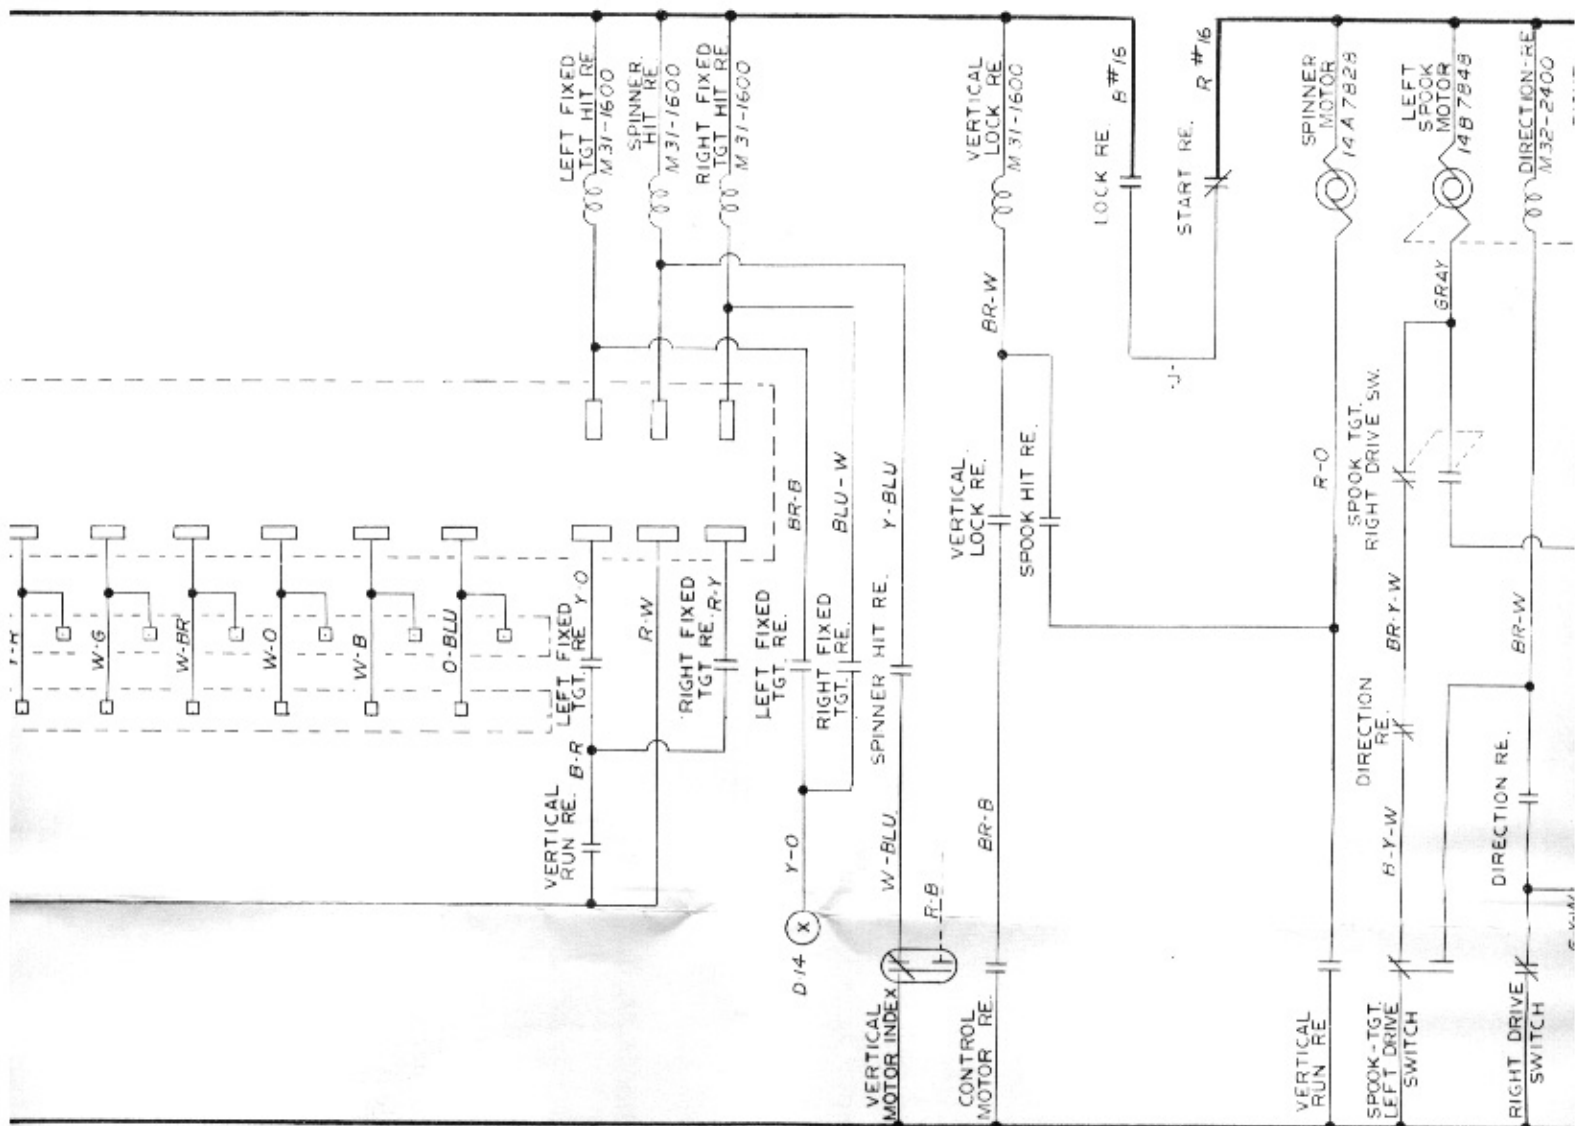 LEFT FIXED
TGT HIT RE
M31-1600
SPINNER.
HIT RE.
M31-1600
RIGHT FIXED
TGT HIT RE
M31-1600
VERTICAL
LOCK RE.
M31-1600
B#16
LOCK RE.
R #16
START RE.
SPINNER
MOTOR
14A7828
LEFT
SPOOK
MOTOR
14B7848
DIRECTION-RE
M32-2400
BR-W
GRAY
-J-
BR-B
BLU-W
Y-BLU
VERTICAL
LOCK RE.
SPOOK HIT RE.
R-O
SPOOK TGT.
RIGHT DRIVE SW.
W-G
W-BR
W-O
W-B
O-BLU
LEFT FIXED
TGT. RE
Y-O
R-W
RIGHT FIXED
TGT RE.
R-Y
LEFT FIXED
TGT RE.
RIGHT FIXED
TGT. RE.
SPINNER HIT RE.
BR-Y-W
BR-W
DIRECTION
RE.
B-R
VERTICAL
RUN RE.
Y-O
W-BLU.
R-B
BR-B
B-Y-W
DIRECTION RE.
D-14
X
VERTICAL
MOTOR INDEX
CONTROL
MOTOR RE.
VERTICAL
RUN RE
SPOOK-TGT.
LEFT DRIVE
SWITCH
RIGHT DRIVE
SWITCH